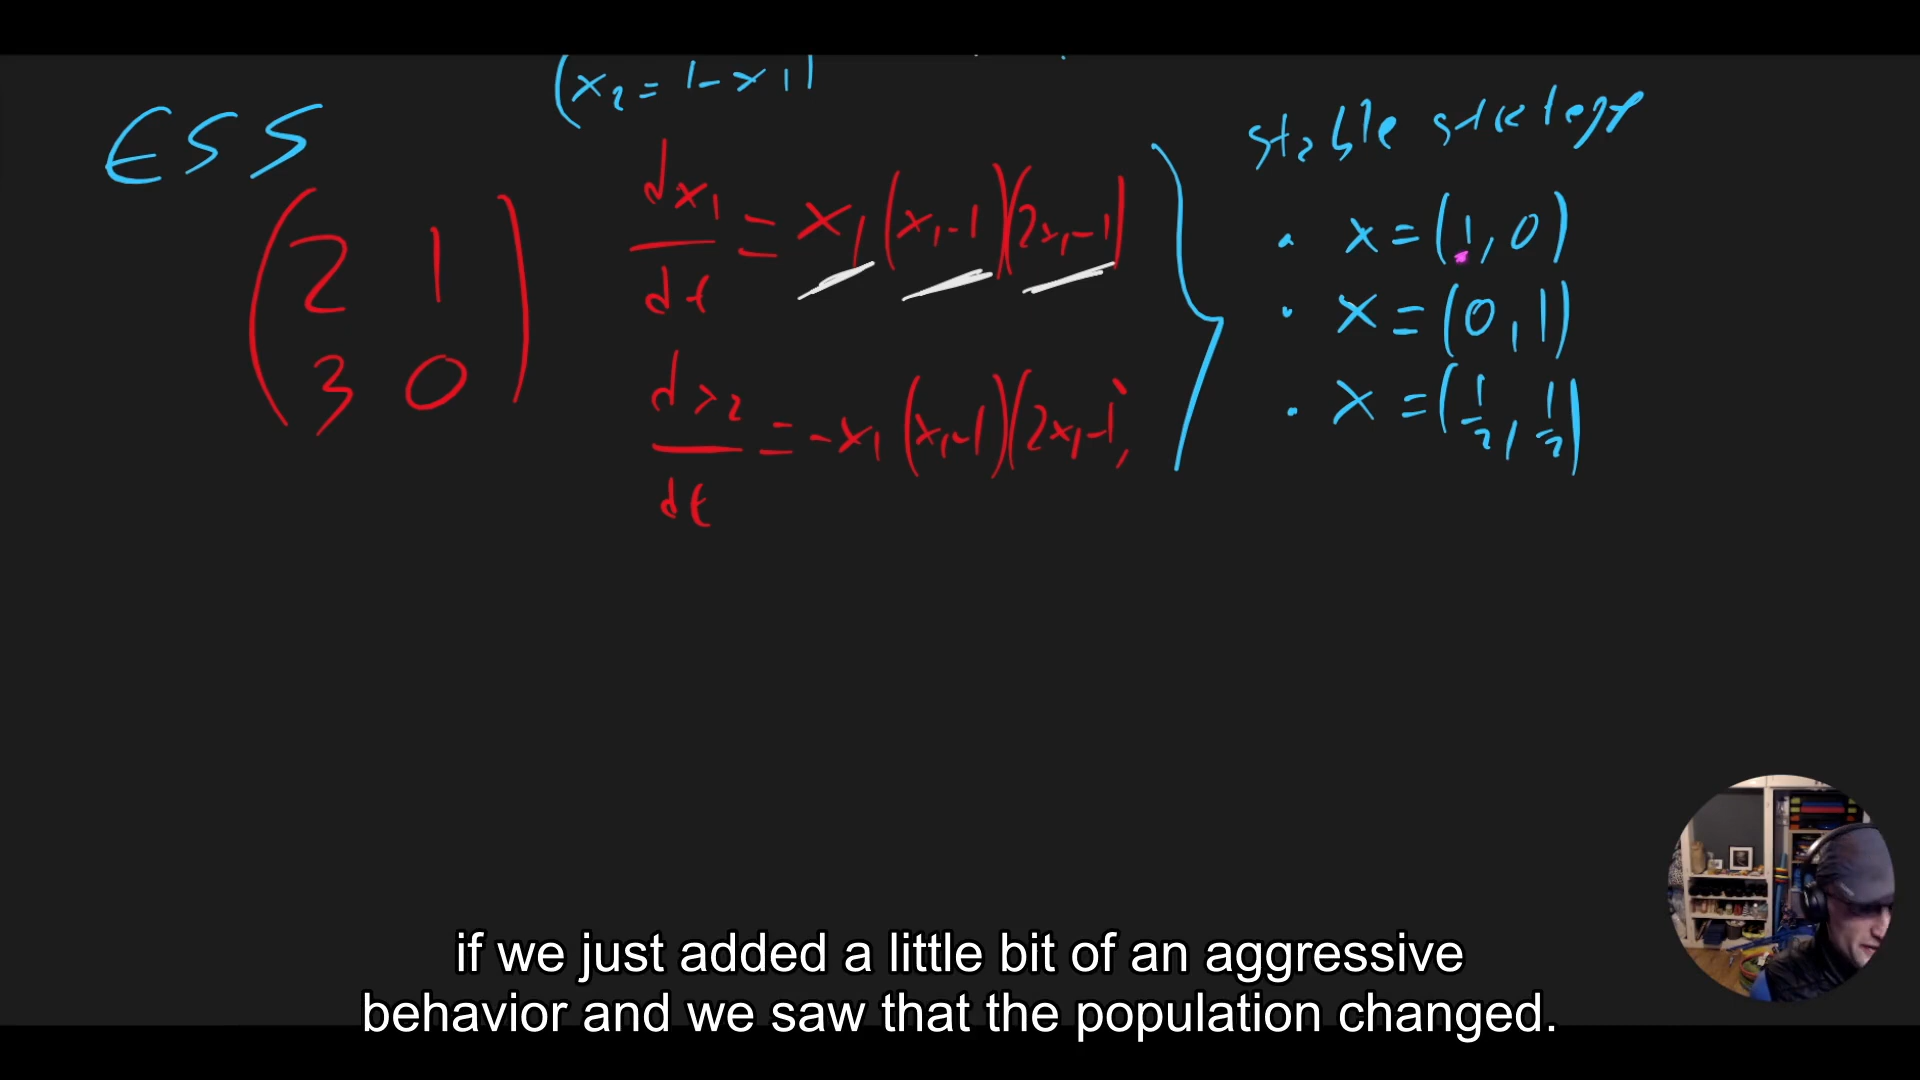 (x₂ = 1 - x₁)
ESS
stable strategy
(2 1
3 0)
dx₁/dt = x₁(x₁-1)(2x₁-1)
dx₂/dt = -x₁(x₁-1)(2x₁-1)
• x = (1, 0)
• x = (0, 1)
• x = (1/2, 1/2)
if we just added a little bit of an aggressive
behavior and we saw that the population changed.